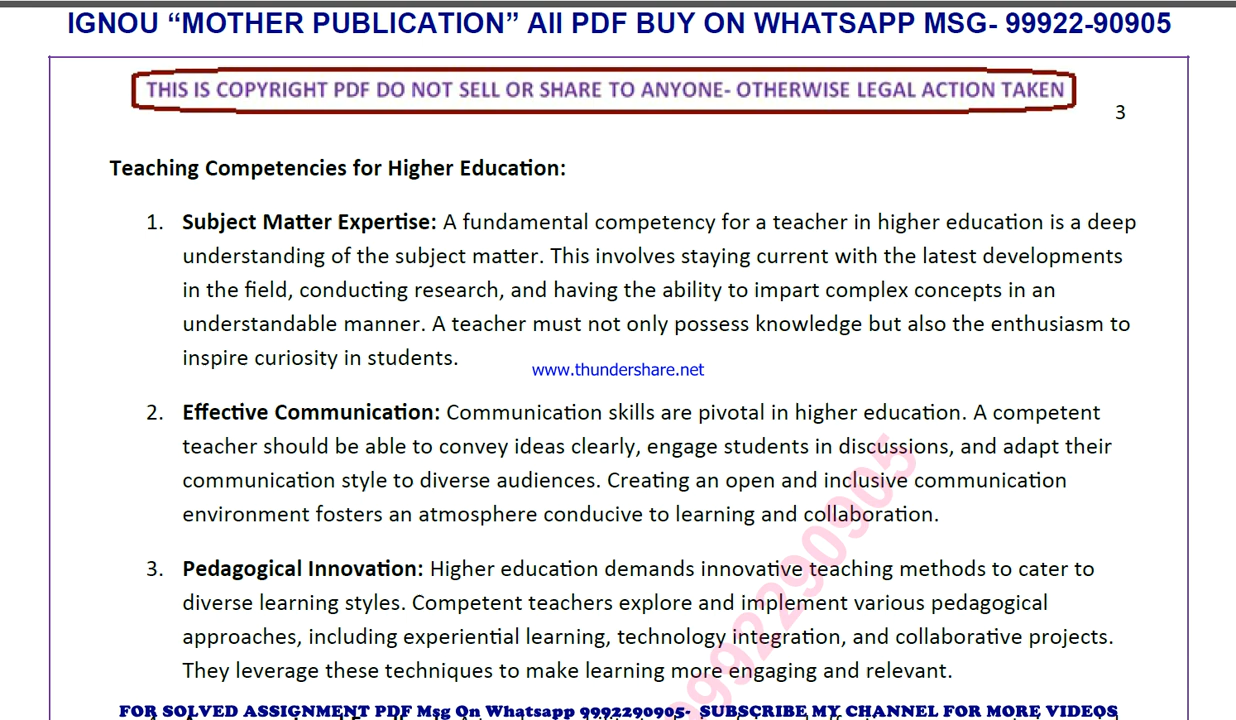 IGNOU “MOTHER PUBLICATION” All PDF BUY ON WHATSAPP MSG- 99922-90905
THIS IS COPYRIGHT PDF DO NOT SELL OR SHARE TO ANYONE- OTHERWISE LEGAL ACTION TAKEN
3
Teaching Competencies for Higher Education:
1. Subject Matter Expertise: A fundamental competency for a teacher in higher education is a deep
understanding of the subject matter. This involves staying current with the latest developments
in the field, conducting research, and having the ability to impart complex concepts in an
understandable manner. A teacher must not only possess knowledge but also the enthusiasm to
inspire curiosity in students.
www.thundershare.net
2. Effective Communication: Communication skills are pivotal in higher education. A competent
teacher should be able to convey ideas clearly, engage students in discussions, and adapt their
communication style to diverse audiences. Creating an open and inclusive communication
environment fosters an atmosphere conducive to learning and collaboration.
3. Pedagogical Innovation: Higher education demands innovative teaching methods to cater to
diverse learning styles. Competent teachers explore and implement various pedagogical
approaches, including experiential learning, technology integration, and collaborative projects.
They leverage these techniques to make learning more engaging and relevant.
9992290905
FOR SOLVED ASSIGNMENT PDF Msg On Whatsapp 9992290905- SUBSCRIBE MY CHANNEL FOR MORE VIDEOS